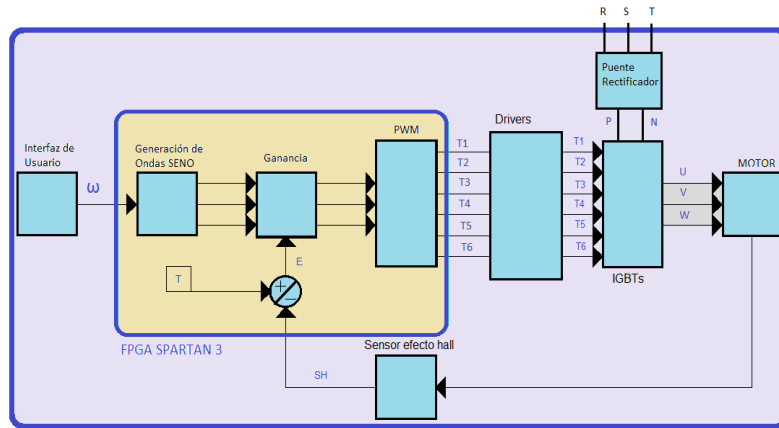 R S T
Puente
Rectificador
P N
Interfaz de
Usuario
ω
Generación de
Ondas SENO
Ganancia
PWM
T1
T2
T3
T4
T5
T6
Drivers
T1
T2
T3
T4
T5
T6
IGBTs
U
V
W
MOTOR
E
T
+
−
FPGA SPARTAN 3
Sensor efecto hall
SH